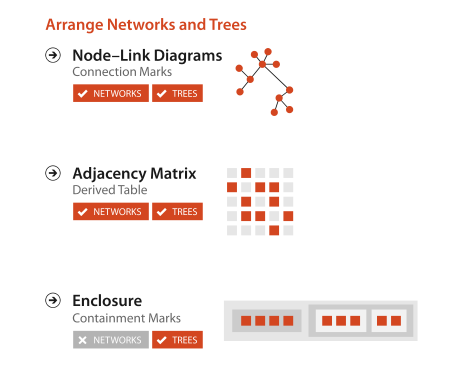 Arrange Networks and Trees
Node–Link Diagrams
Connection Marks
NETWORKS TREES
Adjacency Matrix
Derived Table
NETWORKS TREES
Enclosure
Containment Marks
NETWORKS TREES